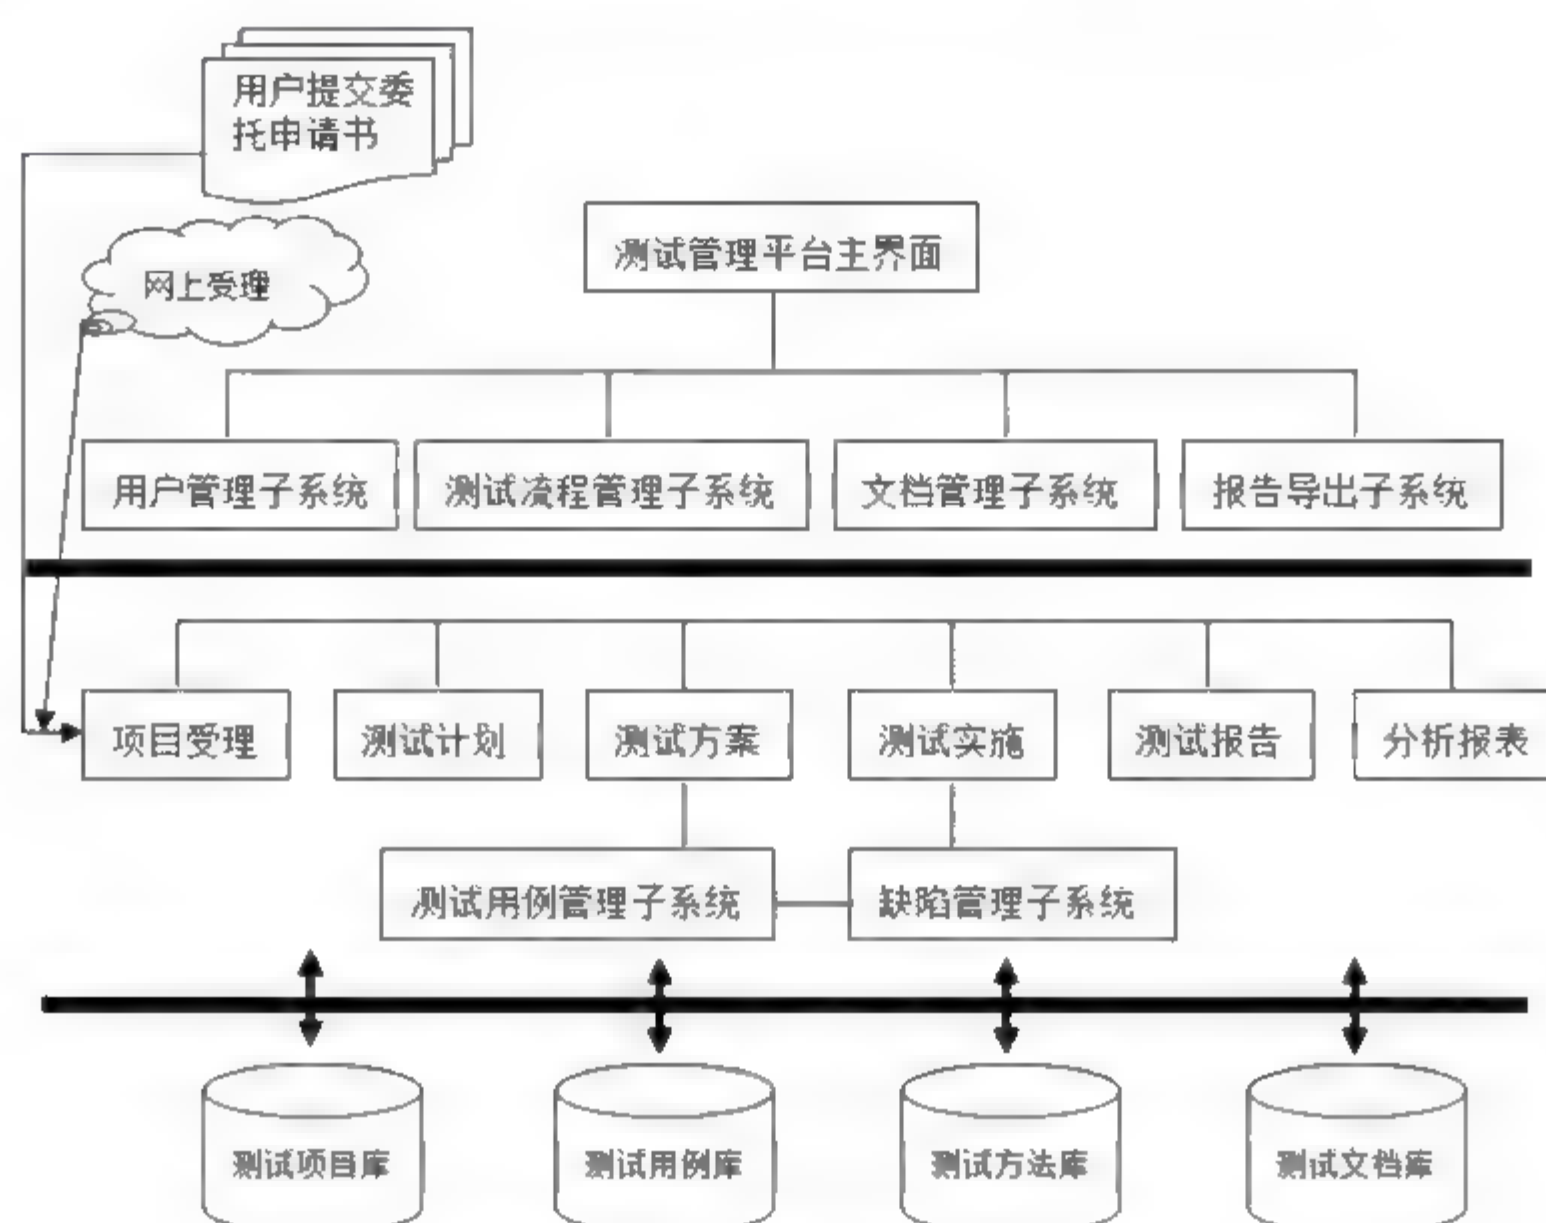 用户提交委
托申请书
网上受理
测试管理平台主界面
用户管理子系统
测试流程管理子系统
文档管理子系统
报告导出子系统
项目受理
测试计划
测试方案
测试实施
测试报告
分析报表
测试用例管理子系统
缺陷管理子系统
测试项目库
测试用例库
测试方法库
测试文档库